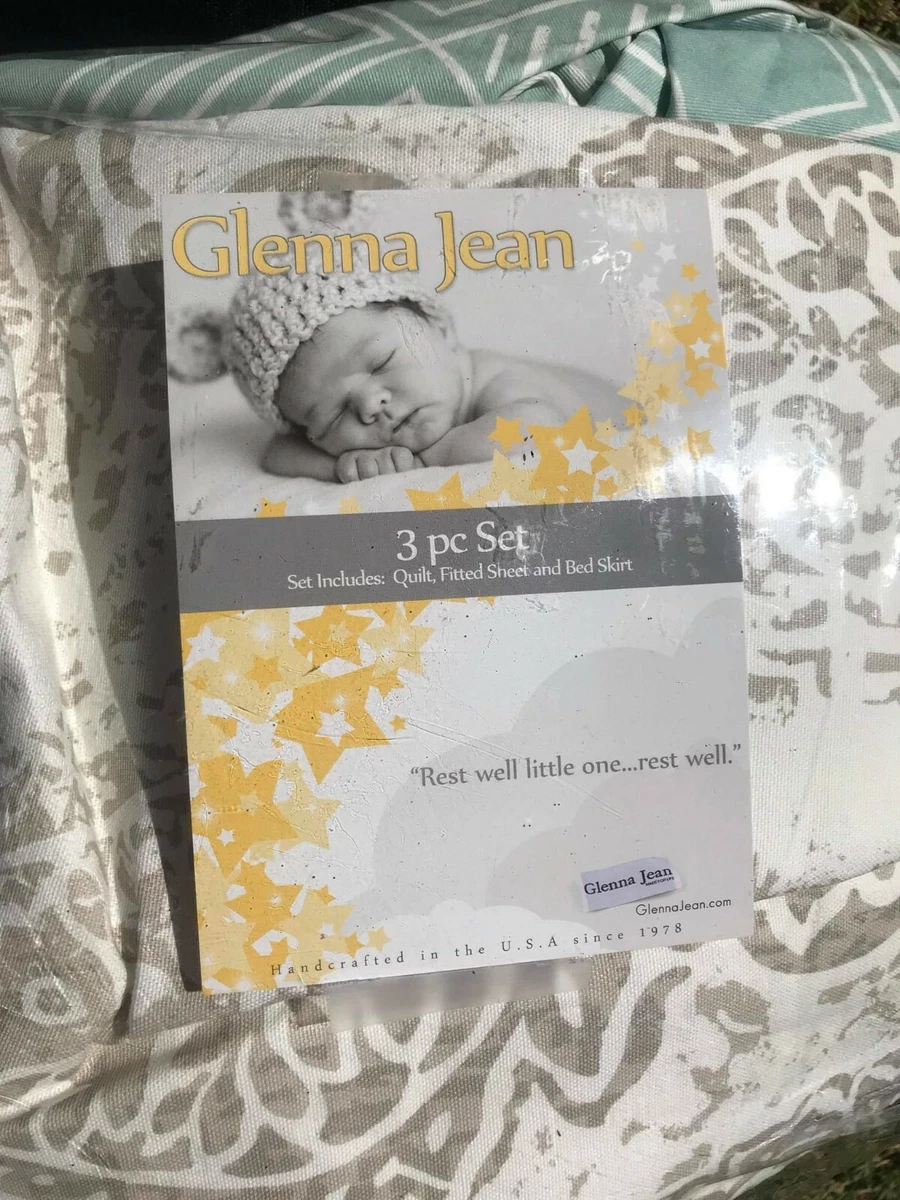 Glenna Jean
3 pc Set
Set Includes: Quilt, Fitted Sheet and Bed Skirt
“Rest well little one...rest well.”
Glenna Jean
GlennaJean.com
Handcrafted in the U.S.A since 1978